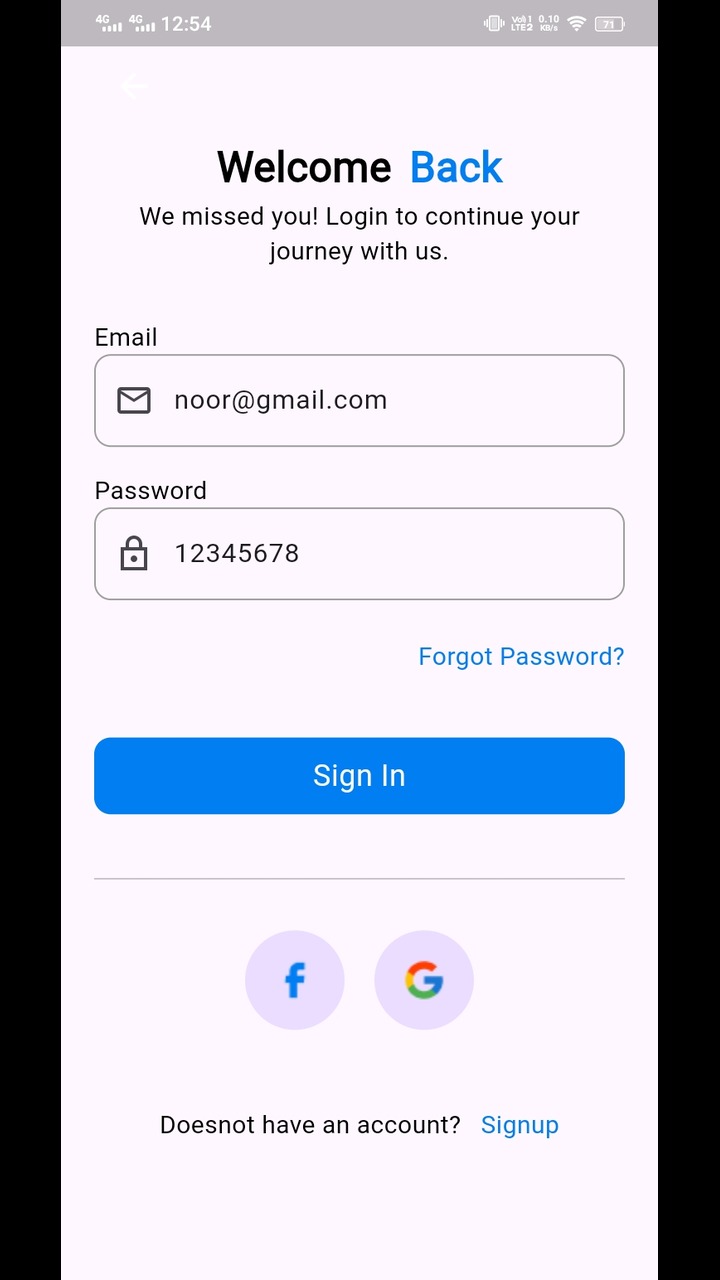 4G 4G 12:54 Vo) 1 LTE2 0.10 KB/s 71
Welcome Back
We missed you! Login to continue your
journey with us.
Email
noor@gmail.com
Password
12345678
Forgot Password?
Sign In
f G
Doesnot have an account? Signup